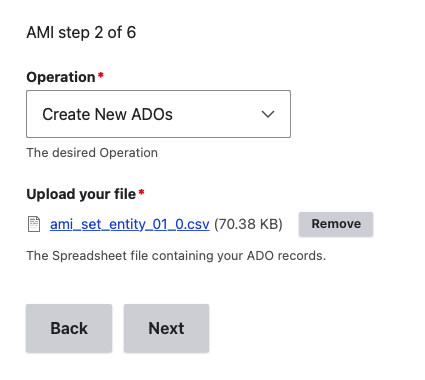 AMI step 2 of 6
Operation*
Create New ADOs
The desired Operation
Upload your file*
ami_set_entity_01_0.csv (70.38 KB) Remove
The Spreadsheet file containing your ADO records.
Back Next